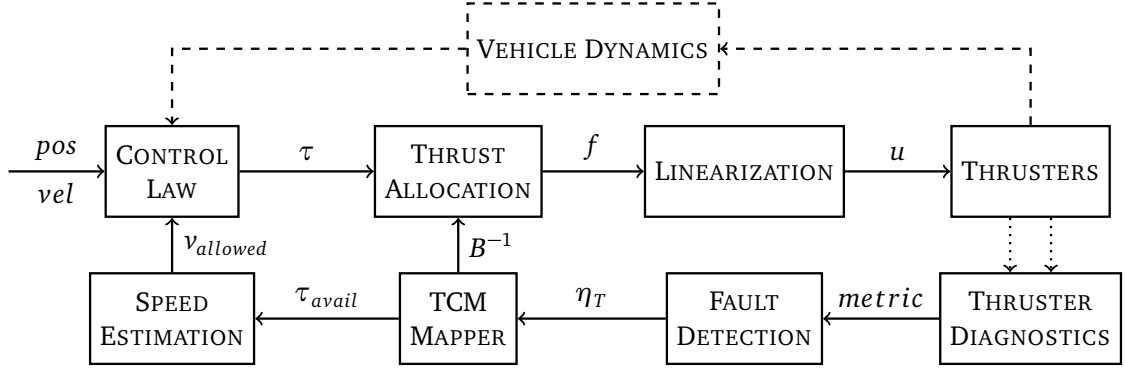 VEHICLE DYNAMICS
pos
vel
CONTROL
LAW
τ
THRUST
ALLOCATION
f
LINEARIZATION
u
THRUSTERS
v_allowed
B^−1
SPEED
ESTIMATION
τ_avail
TCM
MAPPER
η_T
FAULT
DETECTION
metric
THRUSTER
DIAGNOSTICS